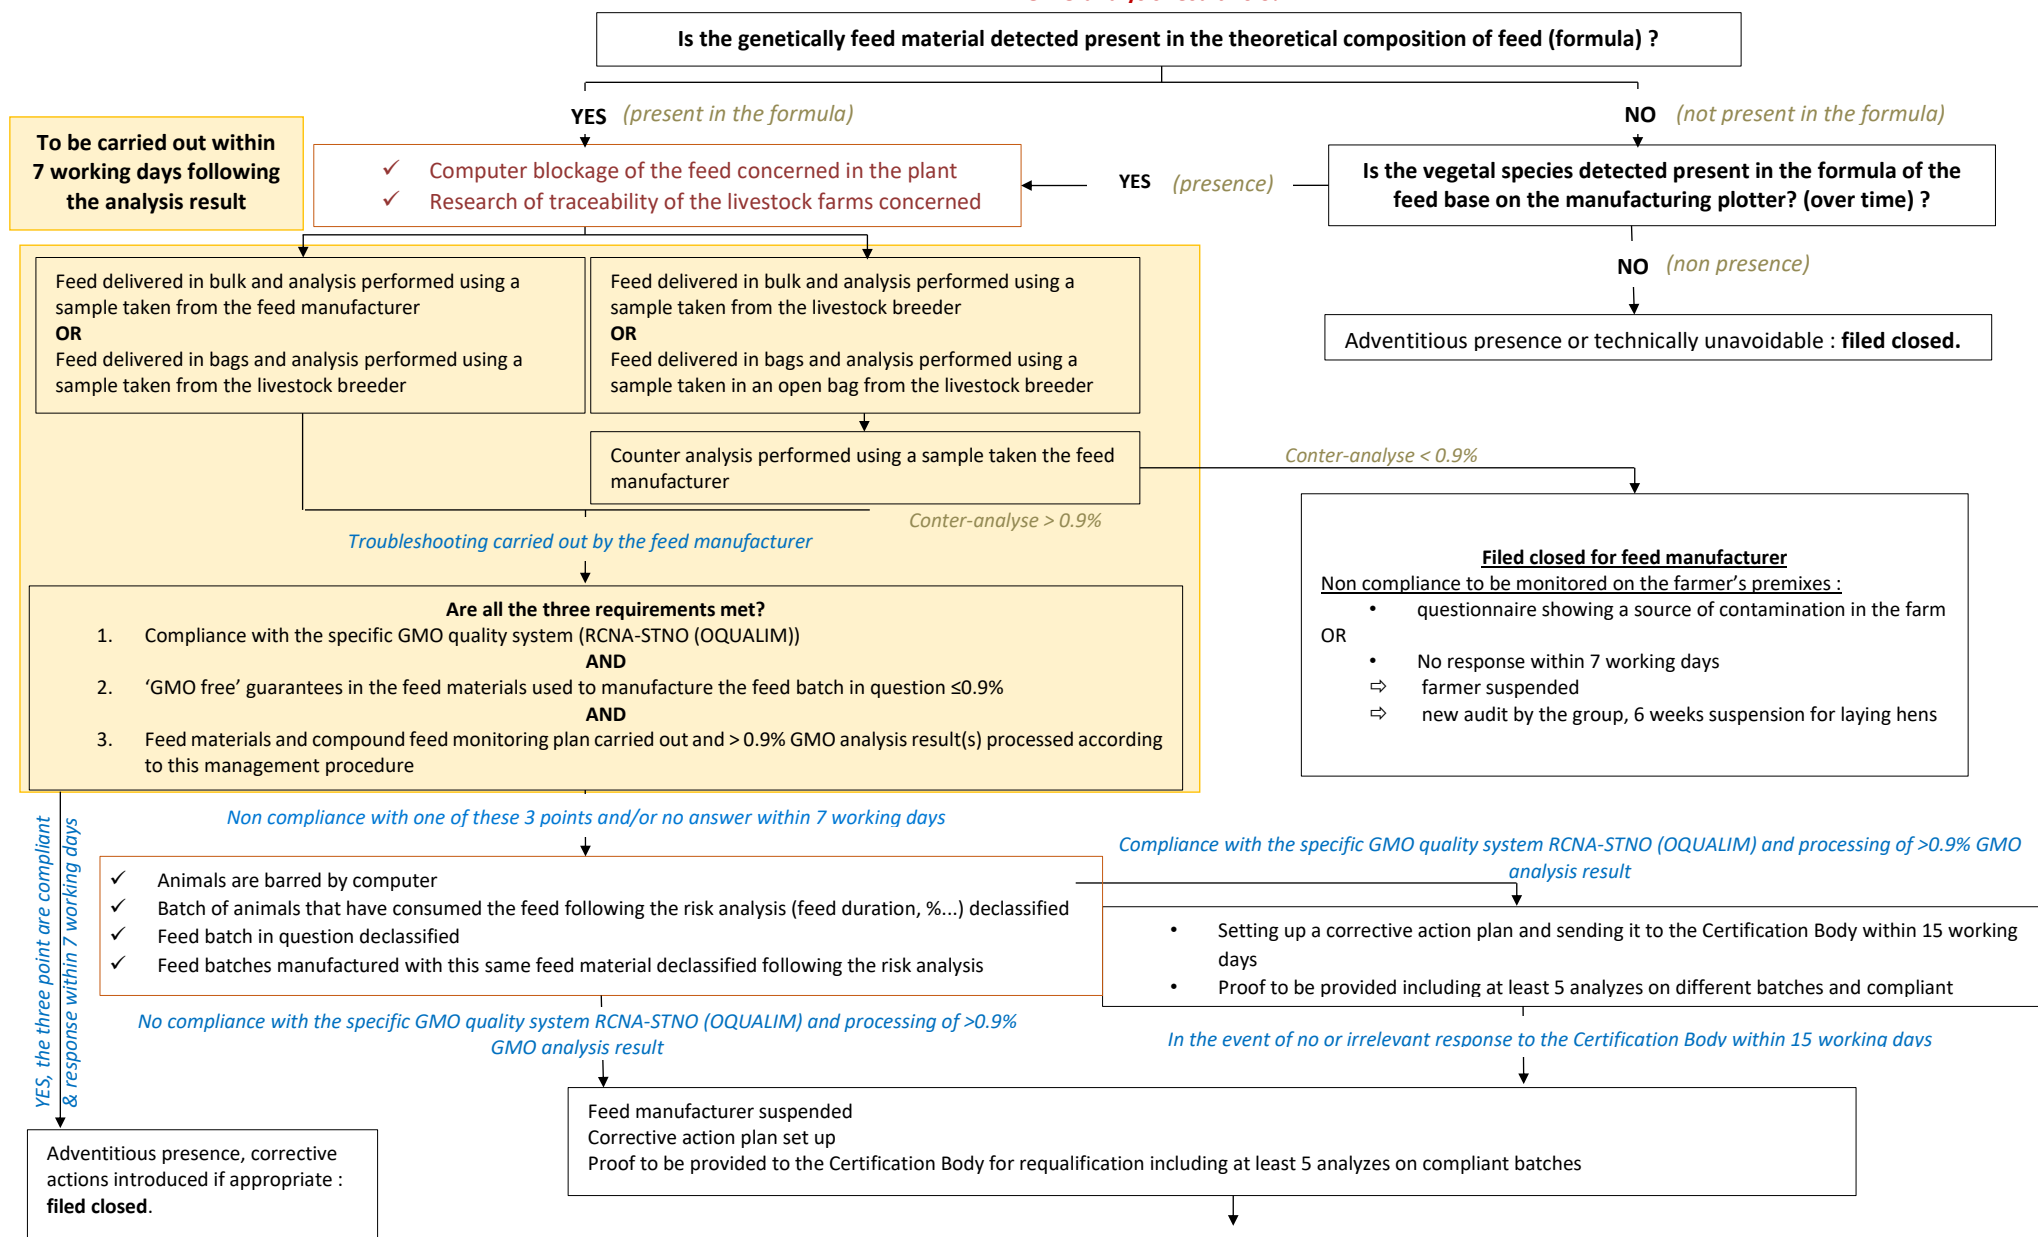 Is the genetically feed material detected present in the theoretical composition of feed (formula) ?
YES (present in the formula)
NO (not present in the formula)
To be carried out within
7 working days following
the analysis result
✓ Computer blockage of the feed concerned in the plant
✓ Research of traceability of the livestock farms concerned
YES (presence)
Is the vegetal species detected present in the formula of the
feed base on the manufacturing plotter? (over time) ?
NO (non presence)
Adventitious presence or technically unavoidable : filed closed.
Feed delivered in bulk and analysis performed using a
sample taken from the feed manufacturer
OR
Feed delivered in bags and analysis performed using a
sample taken from the livestock breeder
Feed delivered in bulk and analysis performed using a
sample taken from the livestock breeder
OR
Feed delivered in bags and analysis performed using a
sample taken in an open bag from the livestock breeder
Counter analysis performed using a sample taken the feed
manufacturer
Conter-analyse < 0.9%
Conter-analyse > 0.9%
Troubleshooting carried out by the feed manufacturer
Filed closed for feed manufacturer
Non compliance to be monitored on the farmer’s premixes :
• questionnaire showing a source of contamination in the farm
OR
• No response within 7 working days
⇨ farmer suspended
⇨ new audit by the group, 6 weeks suspension for laying hens
Are all the three requirements met?
1. Compliance with the specific GMO quality system (RCNA-STNO (OQUALIM))
AND
2. ‘GMO free’ guarantees in the feed materials used to manufacture the feed batch in question ≤0.9%
AND
3. Feed materials and compound feed monitoring plan carried out and > 0.9% GMO analysis result(s) processed according
to this management procedure
YES, the three point are compliant
& response within 7 working days
Non compliance with one of these 3 points and/or no answer within 7 working days
Compliance with the specific GMO quality system RCNA-STNO (OQUALIM) and processing of >0.9% GMO
analysis result
✓ Animals are barred by computer
✓ Batch of animals that have consumed the feed following the risk analysis (feed duration, %...) declassified
✓ Feed batch in question declassified
✓ Feed batches manufactured with this same feed material declassified following the risk analysis
• Setting up a corrective action plan and sending it to the Certification Body within 15 working
days
• Proof to be provided including at least 5 analyzes on different batches and compliant
No compliance with the specific GMO quality system RCNA-STNO (OQUALIM) and processing of >0.9%
GMO analysis result
In the event of no or irrelevant response to the Certification Body within 15 working days
Feed manufacturer suspended
Corrective action plan set up
Proof to be provided to the Certification Body for requalification including at least 5 analyzes on compliant batches
Adventitious presence, corrective
actions introduced if appropriate :
filed closed.